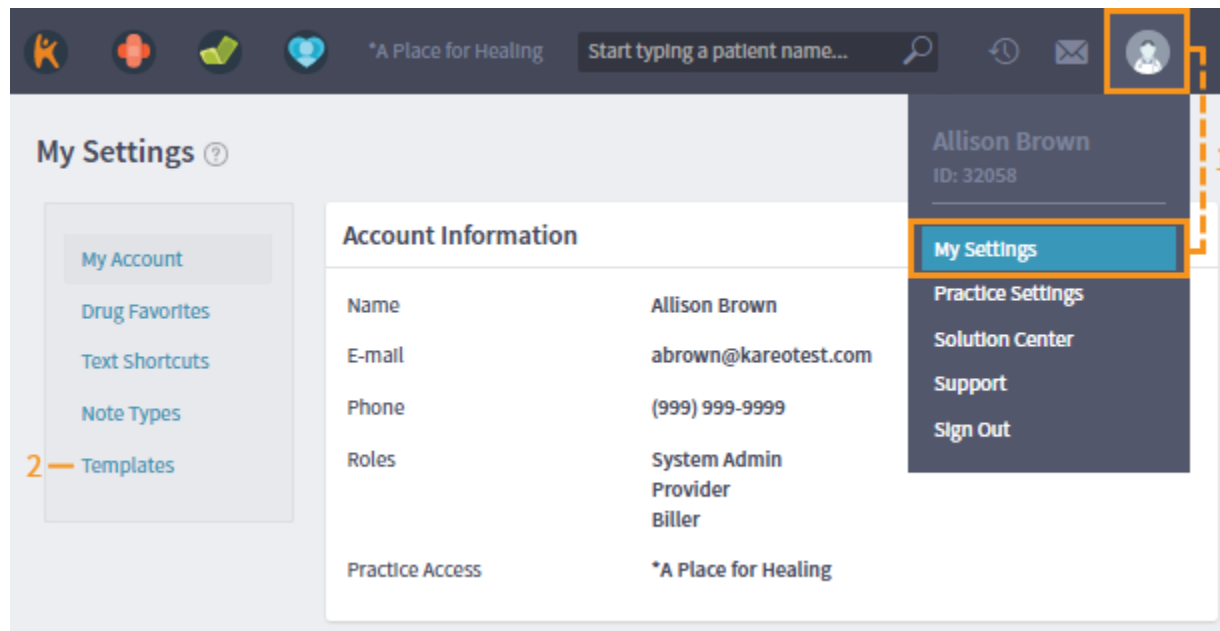 *A Place for Healing Start typing a patient name...
My Settings ?
Allison Brown
ID: 32058
My Settings
Practice Settings
Solution Center
Support
Sign Out
My Account
Drug Favorites
Text Shortcuts
Note Types
2 Templates
Account Information
Name Allison Brown
E-mail abrown@kareotest.com
Phone (999) 999-9999
Roles System Admin
Provider
Biller
Practice Access *A Place for Healing